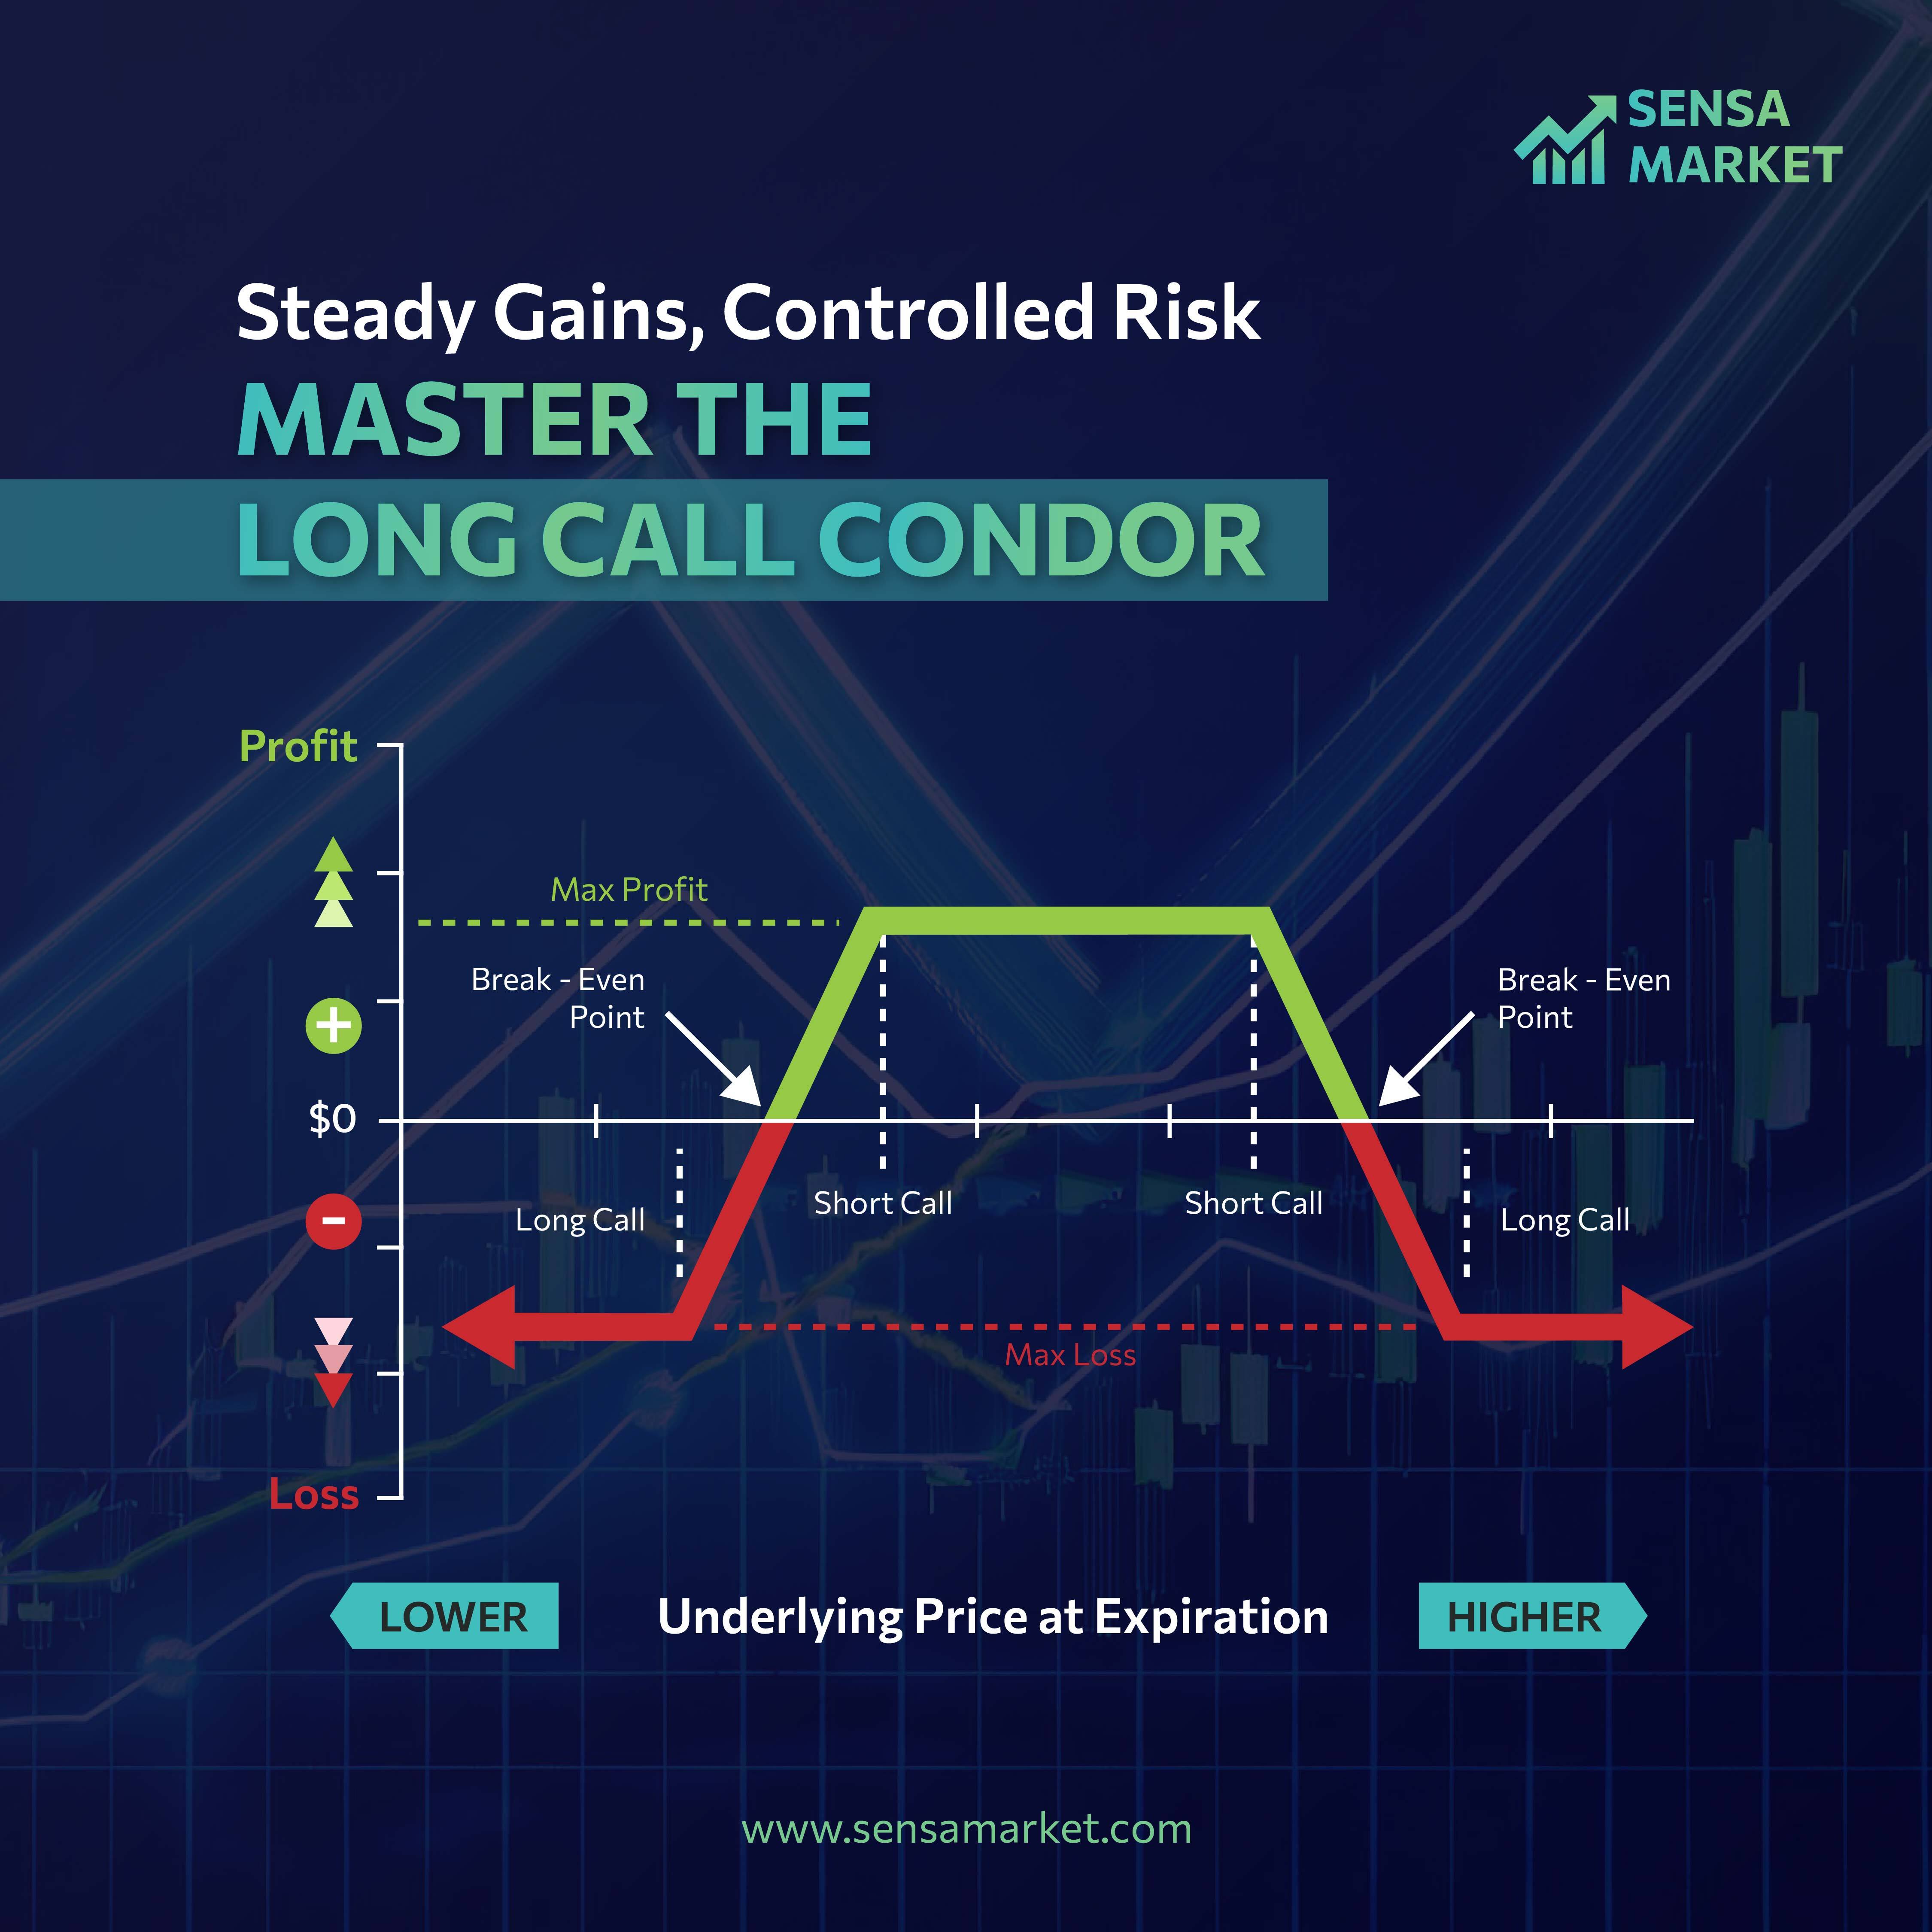 SENSA
MARKET
Steady Gains, Controlled Risk
MASTER THE
LONG CALL CONDOR
Profit
Max Profit
Break - Even
Point
Break - Even
Point
+
$0
-
Long Call
Short Call
Short Call
Long Call
Max Loss
Loss
LOWER
Underlying Price at Expiration
HIGHER
www.sensamarket.com